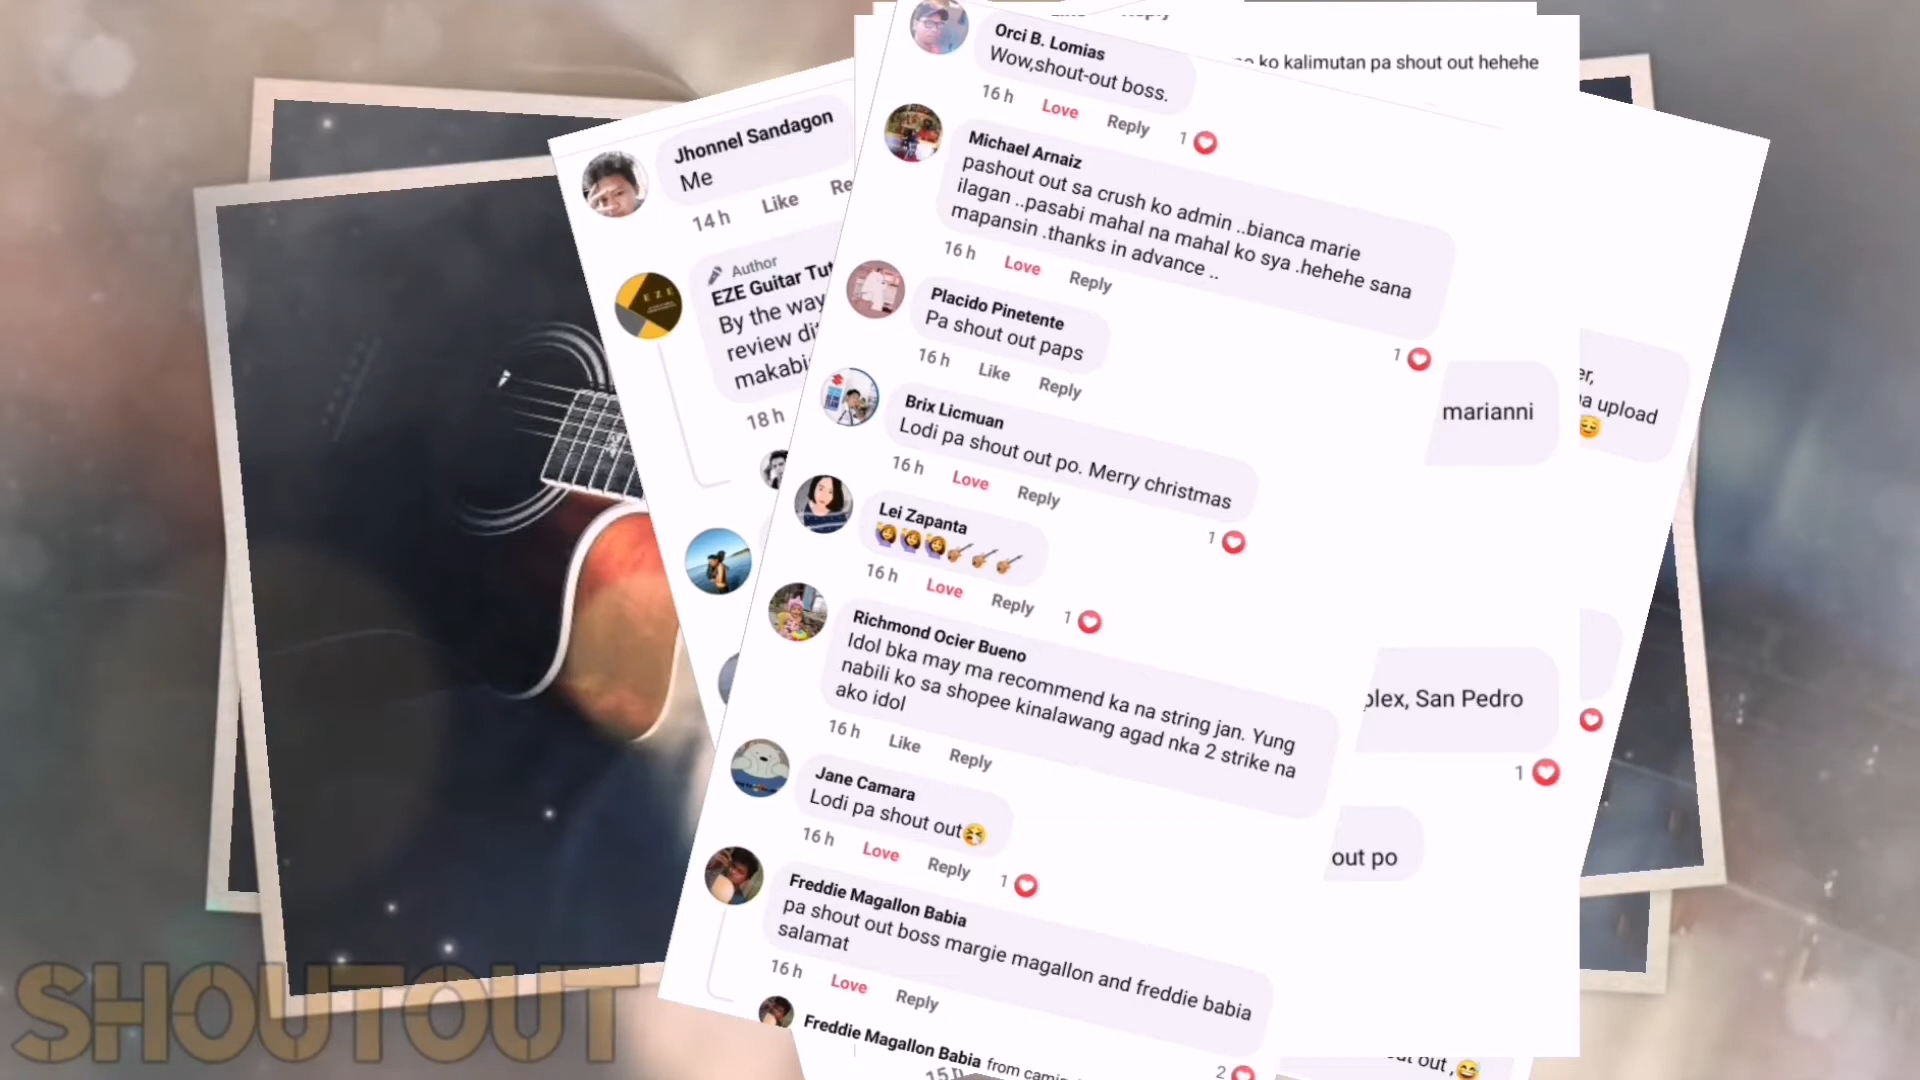 Orci B. Lomias
Wow,shout-out boss.
16 h Love Reply 1
Michael Arnaiz
pashout out sa crush ko admin ..bianca marie
ilagan ..pasabi mahal na mahal ko sya .hehehe sana
mapansin .thanks in advance ..
16 h Love Reply 1
Placido Pinetente
Pa shout out paps
16 h Like Reply
Brix Licmuan
Lodi pa shout out po. Merry christmas
16 h Love Reply 1
Lei Zapanta
16 h Love Reply 1
Richmond Ocier Bueno
Idol bka may ma recommend ka na string jan. Yung
nabili ko sa shopee kinalawang agad nka 2 strike na
ako idol
16 h Like Reply
Jane Camara
Lodi pa shout out
16 h Love Reply 1
Freddie Magallon Babia
pa shout out boss margie magallon and freddie babia
salamat
16 h Love Reply 2
Freddie Magallon Babia from
15 h
Jhonnel Sandagon
Me
14 h Like Re
Author
EZE Guitar Tut
By the way
review
makabi
18 h
EZE
Reply
ko kalimutan pa shout out hehehe
marianni
er,
a upload
plex, San Pedro
1
out po
out ,
SHOUTOUT